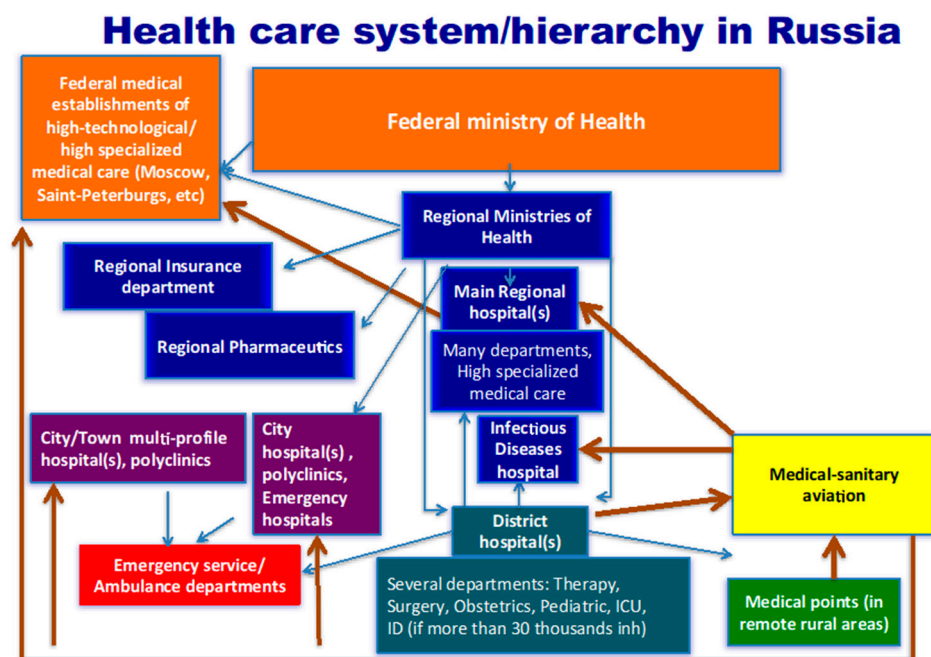 Health care system/hierarchy in Russia
Federal medical
establishments of
high-technological/
high specialized
medical care (Moscow,
Saint-Peterburgs, etc)
Federal ministry of Health
Regional Ministries of
Health
Regional Insurance
department
Main Regional
hospital(s)
Regional Pharmaceutics
Many departments,
High specialized
medical care
City/Town multi-profile
hospital(s), polyclinics
City
hospital(s) ,
polyclinics,
Emergency
hospitals
Infectious
Diseases
hospital
Medical-sanitary
aviation
District
hospital(s)
Emergency service/
Ambulance departments
Several departments: Therapy,
Surgery, Obstetrics, Pediatric, ICU,
ID (if more than 30 thousands inh)
Medical points (in
remote rural areas)